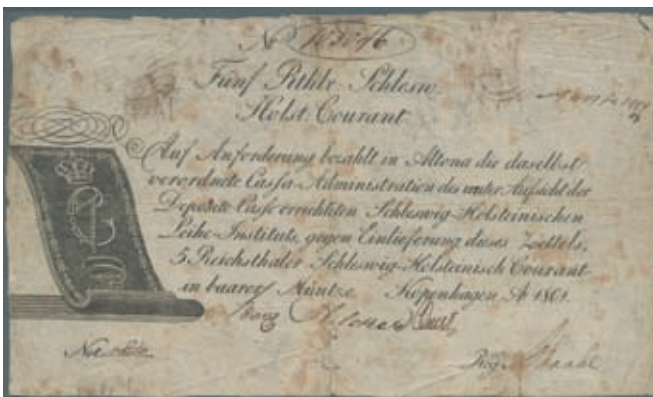 No
Fünf Rthlr. Schlesw.
Holst. Courant
Auf Anforderung bezahlt in Altona die daselbst
verordnete Cassa-Administration des unter Aufsicht der
Deposito-Casse errichteten Schleswig-Holsteinischen
Leihe-Instituts, gegen Einlieferung dieses Zettels,
5 Reichsthaler Schleswig-Holsteinisch Courant
in baarer Müntze. Kopenhagen A 1801.